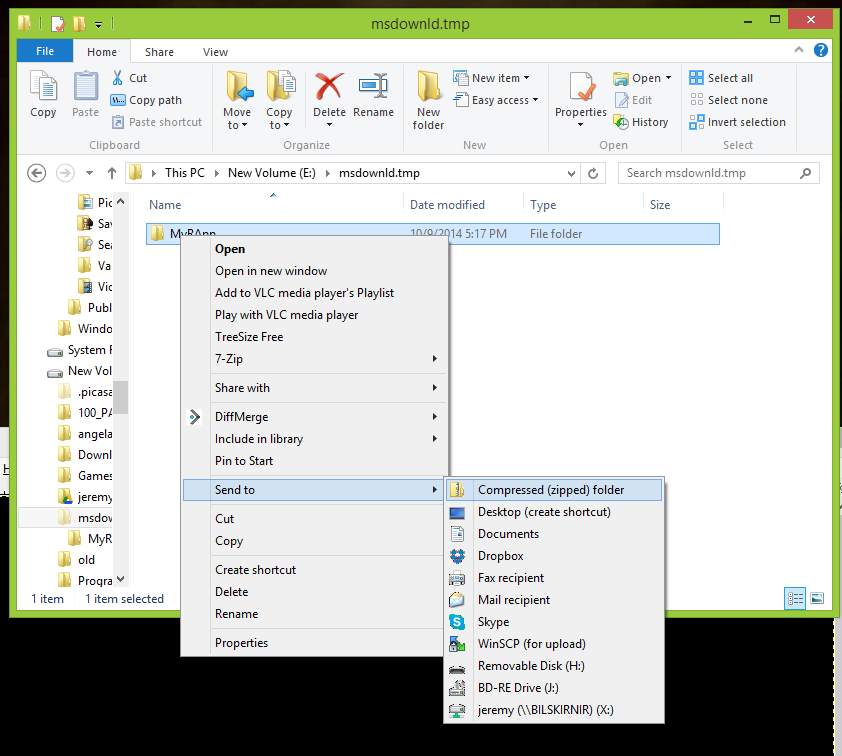 msdownld.tmp
File Home Share View
Copy Paste Cut Copy path Paste shortcut Clipboard
Move to Copy to Delete Rename Organize
New folder New item Easy access New
Properties Open Edit History Open
Select all Select none Invert selection Select
This PC New Volume (E:) msdownld.tmp Search msdownld.tmp
Name Date modified Type Size
MyRApp 10/9/2014 5:17 PM File folder
Pic
Sav
Sea
Va
Vic
Publ
Windo
System F
New Vol
.picasa
100_PA
angela
Downl
Games
jeremy
msdow
MyR
old
Progra
1 item 1 item selected
Open
Open in new window
Add to VLC media player's Playlist
Play with VLC media player
TreeSize Free
7-Zip
Share with
DiffMerge
Include in library
Pin to Start
Send to
Cut
Copy
Create shortcut
Delete
Rename
Properties
Compressed (zipped) folder
Desktop (create shortcut)
Documents
Dropbox
Fax recipient
Mail recipient
Skype
WinSCP (for upload)
Removable Disk (H:)
BD-RE Drive (J:)
jeremy (\\BILSKIRNIR) (X:)